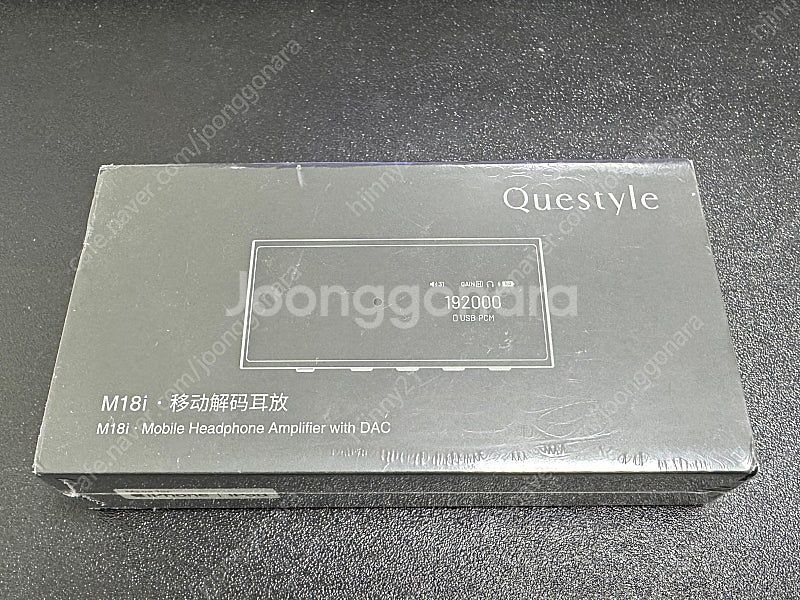 Questyle
31 GAIN H
192000
USB PCM
Joonggonara
M18i · 移动解码耳放
M18i · Mobile Headphone Amplifier with DAC
cafe.naver.com/joonggonara